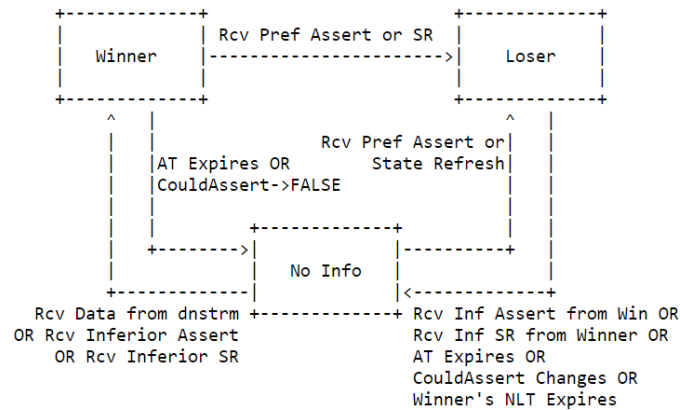 Rcv Pref Assert or SR
Winner
Loser
Rcv Pref Assert or
AT Expires OR
State Refresh
CouldAssert->FALSE
No Info
Rcv Data from dnstrm
OR Rcv Inferior Assert
OR Rcv Inferior SR
Rcv Inf Assert from Win OR
Rcv Inf SR from Winner OR
AT Expires OR
CouldAssert Changes OR
Winner's NLT Expires